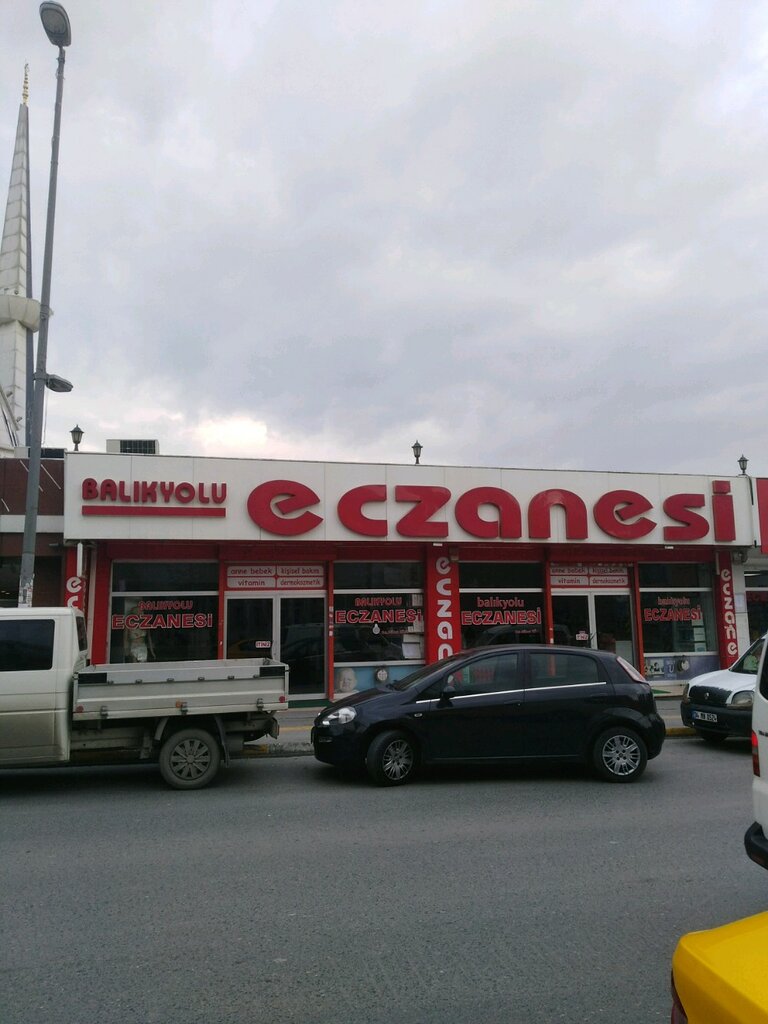 BALIKYOLU eczanesi
anne bebek kişisel bakım
vitamin dermokozmetik
anne bebek kişisel bakım
vitamin dermokozmetik
BALIKYOLU
ECZANESİ
BALIKYOLU
ECZANESİ
balıkyolu
ECZANESİ
balıkyolu
ECZANESİ
eczane
eczane